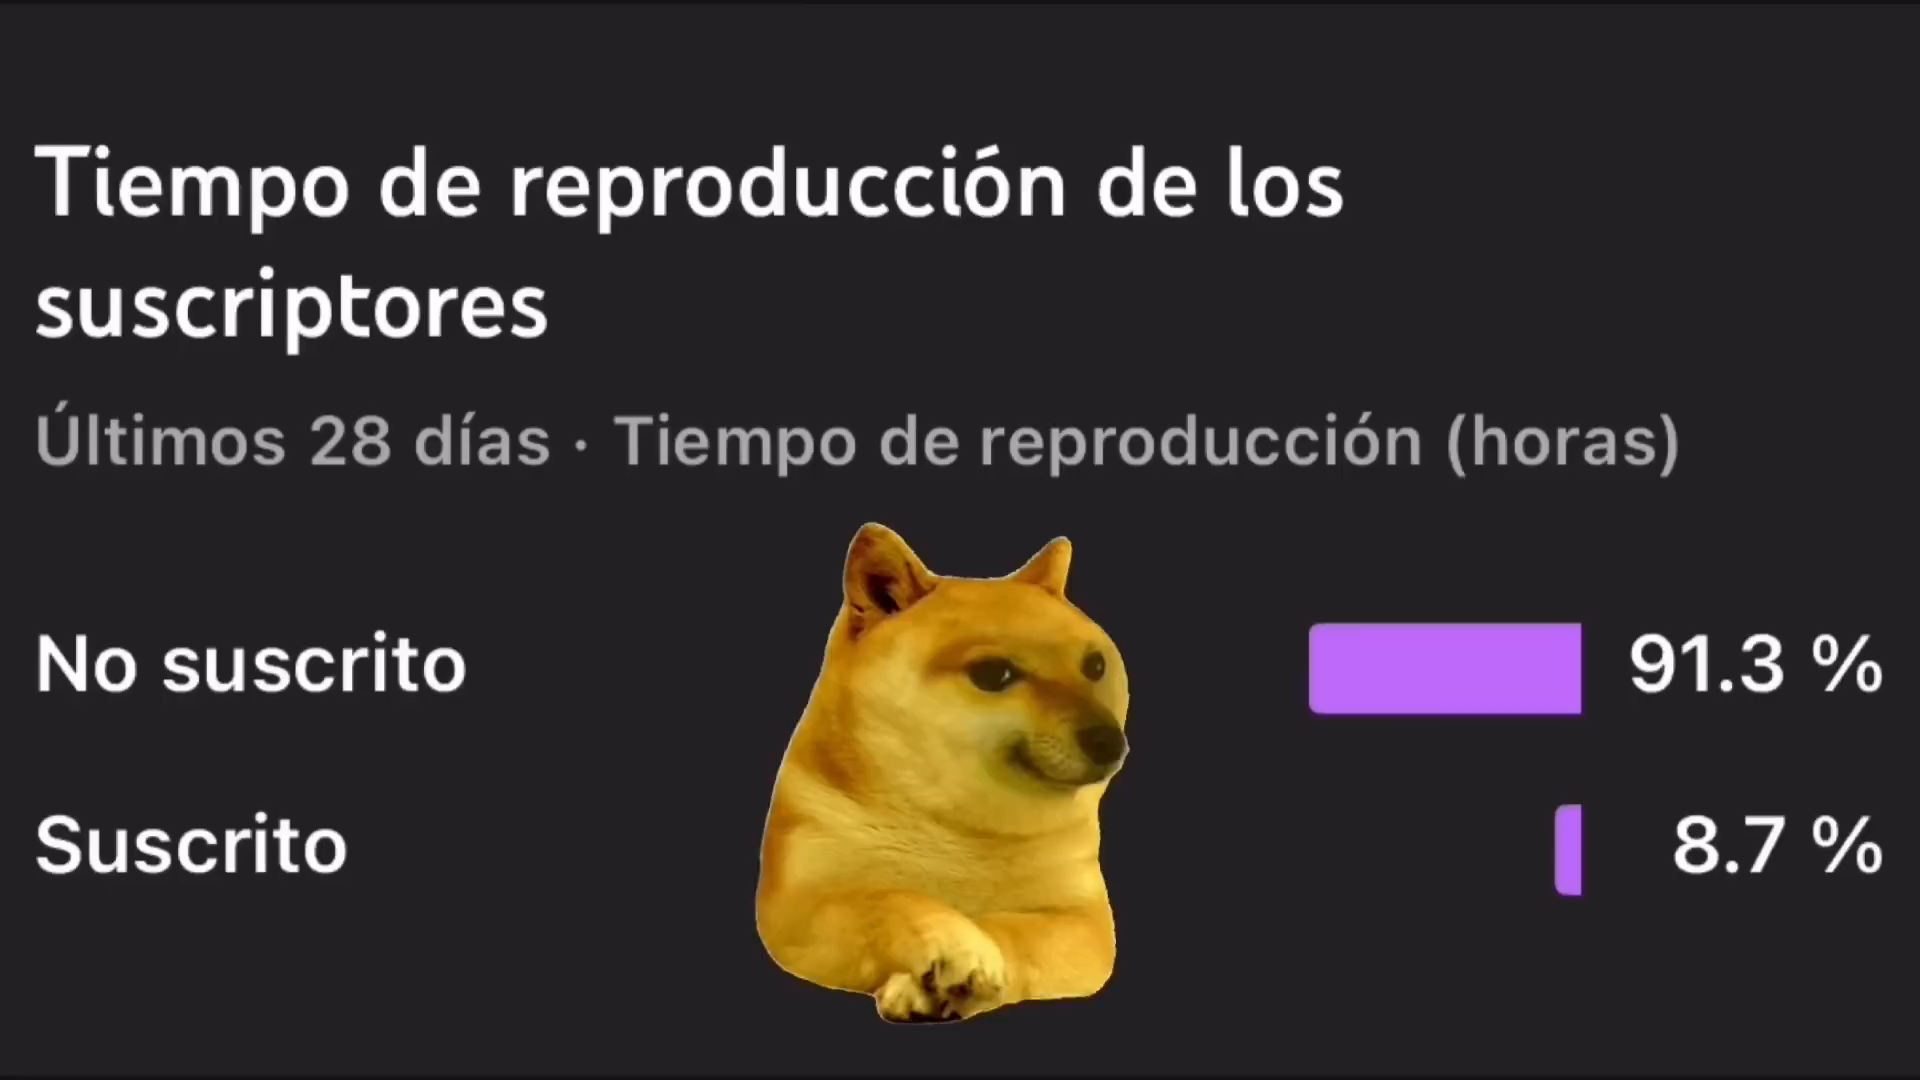 Tiempo de reproducción de los
suscriptores
Últimos 28 días · Tiempo de reproducción (horas)
No suscrito 91.3 %
Suscrito 8.7 %